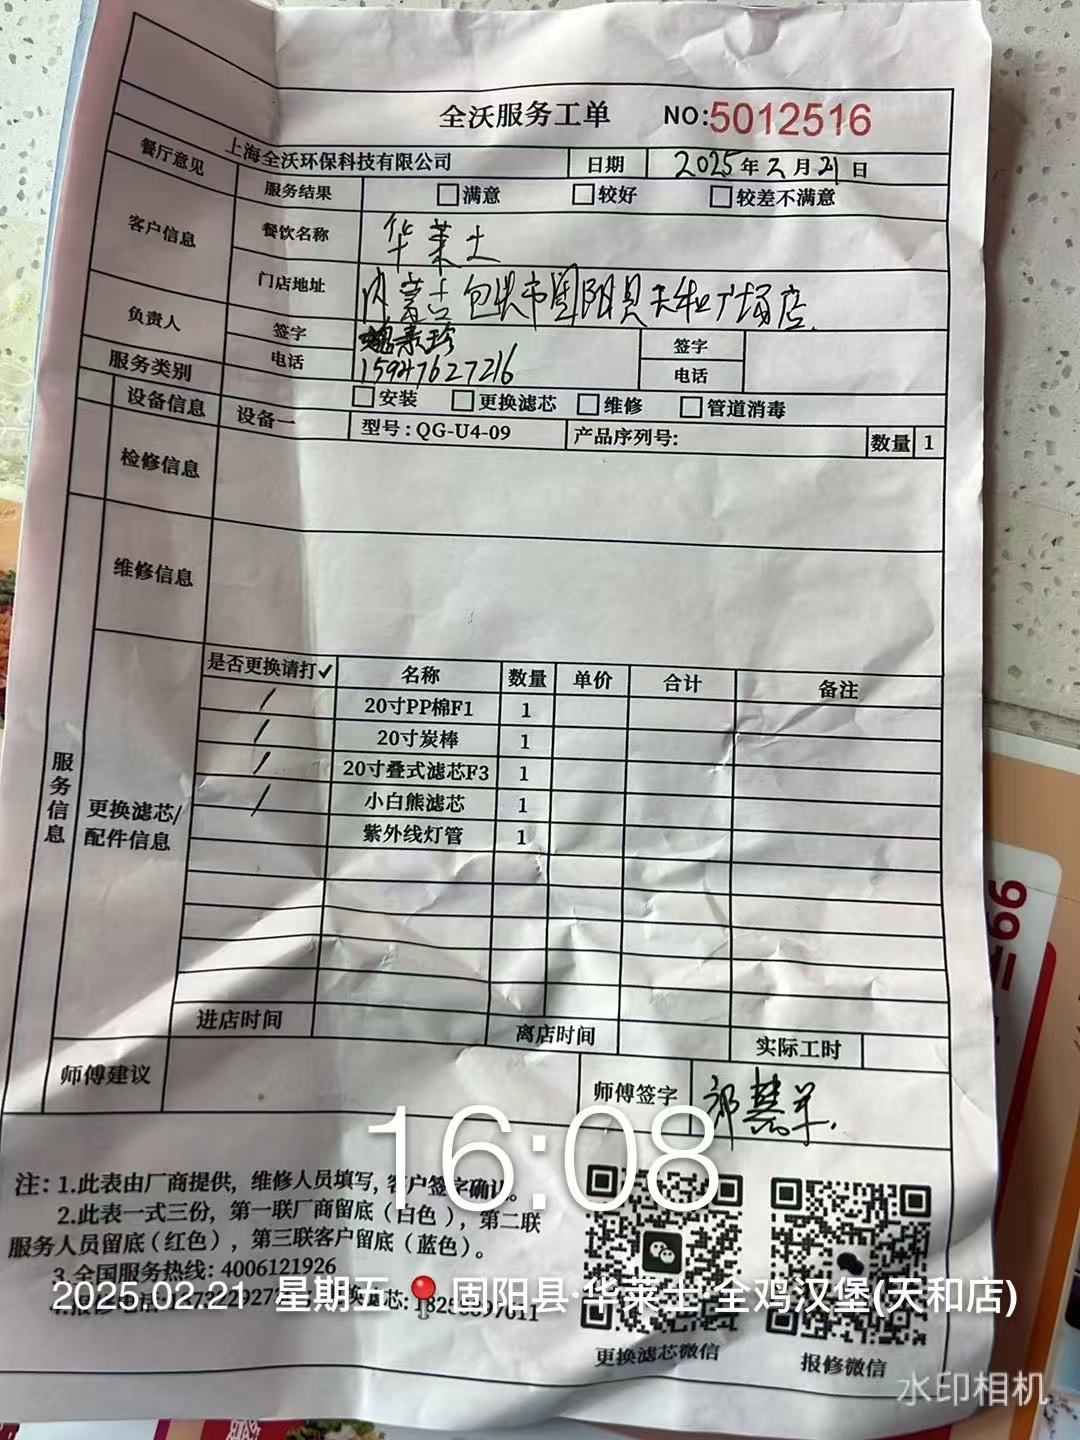 全沃服务工单 NO:5012516
上海全沃环保科技有限公司 日期 2025年2月21日
餐厅意见 服务结果 满意 较好 较差不满意
客户信息 餐饮名称 华莱士
门店地址 内蒙古包头市固阳县天和广场店
负责人 签字 签字
电话 15947627216 电话
服务类别 安装 更换滤芯 维修 管道消毒
设备信息 设备一 型号:QG-U4-09 产品序列号: 数量 1
检修信息
维修信息
服务信息
更换滤芯/
配件信息
是否更换请打✓ 名称 数量 单价 合计 备注
/ 20寸PP棉F1 1
/ 20寸炭棒 1
/ 20寸叠式滤芯F3 1
/ 小白熊滤芯 1
紫外线灯管 1
进店时间 离店时间 实际工时
师傅建议 师傅签字
16:08
注: 1.此表由厂商提供, 维修人员填写, 客户签字确认。
2.此表一式三份, 第一联厂商留底(白色), 第二联
服务人员留底(红色), 第三联客户留底(蓝色)。
3.全国服务热线: 4006121926
2025.02.21 星期五 固阳县·华莱士·全鸡汉堡(天和店)
更换滤芯微信 报修微信
水印相机
99元